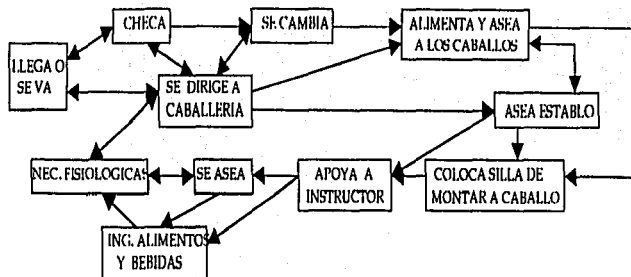 CHECA
SE CAMBIA
ALIMENTA Y ASEA
A LOS CABALLOS
LLEGA O
SE VA
SE DIRIGE A
CABALLERIA
ASEA ESTABLO
NEC. FISIOLOGICAS
SE ASEA
APOYA A
INSTRUCTOR
COLOCA SILLA DE
MONTAR A CABALLO
ING. ALIMENTOS
Y BEBIDAS